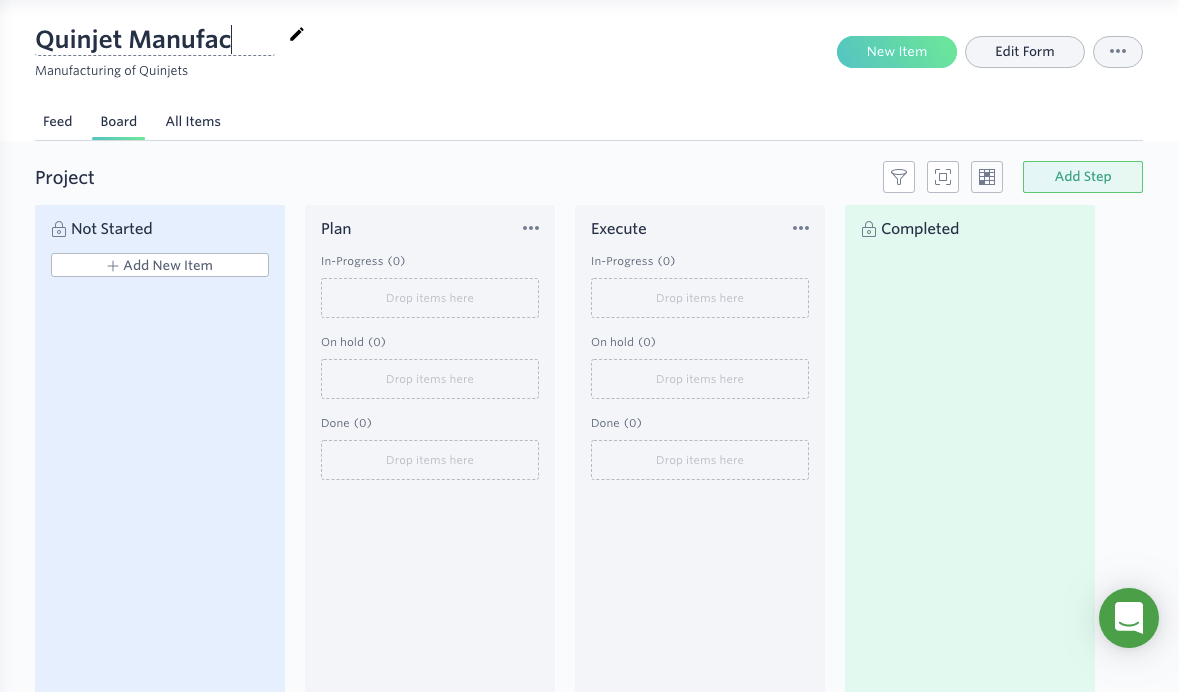 Quinjet Manufac
Manufacturing of Quinjets
New Item
Edit Form
Feed
Board
All Items
Project
Add Step
Not Started
Add New Item
Plan
In-Progress (0)
Drop items here
On hold (0)
Drop items here
Done (0)
Drop items here
Execute
In-Progress (0)
Drop items here
On hold (0)
Drop items here
Done (0)
Drop items here
Completed